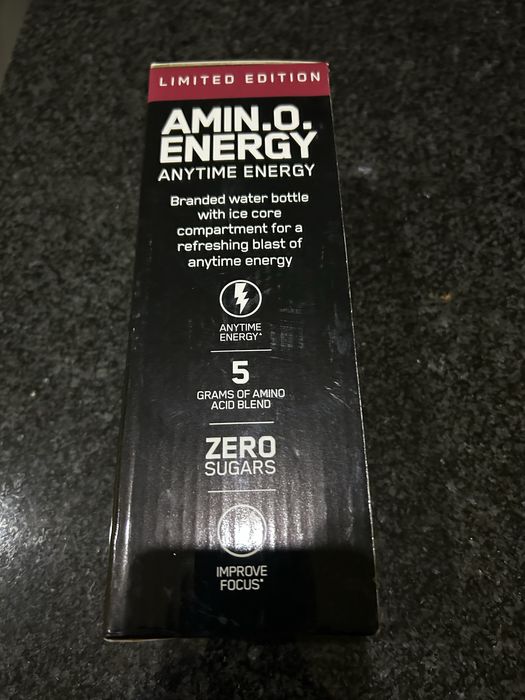 LIMITED EDITION
AMIN.O.
ENERGY
ANYTIME ENERGY
Branded water bottle
with ice core
compartment for a
refreshing blast of
anytime energy
ANYTIME
ENERGY*
5
GRAMS OF AMINO
ACID BLEND
ZERO
SUGARS
IMPROVE
FOCUS*